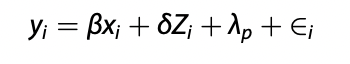 yᵢ = βxᵢ + δZᵢ + λₚ + ∈ᵢ